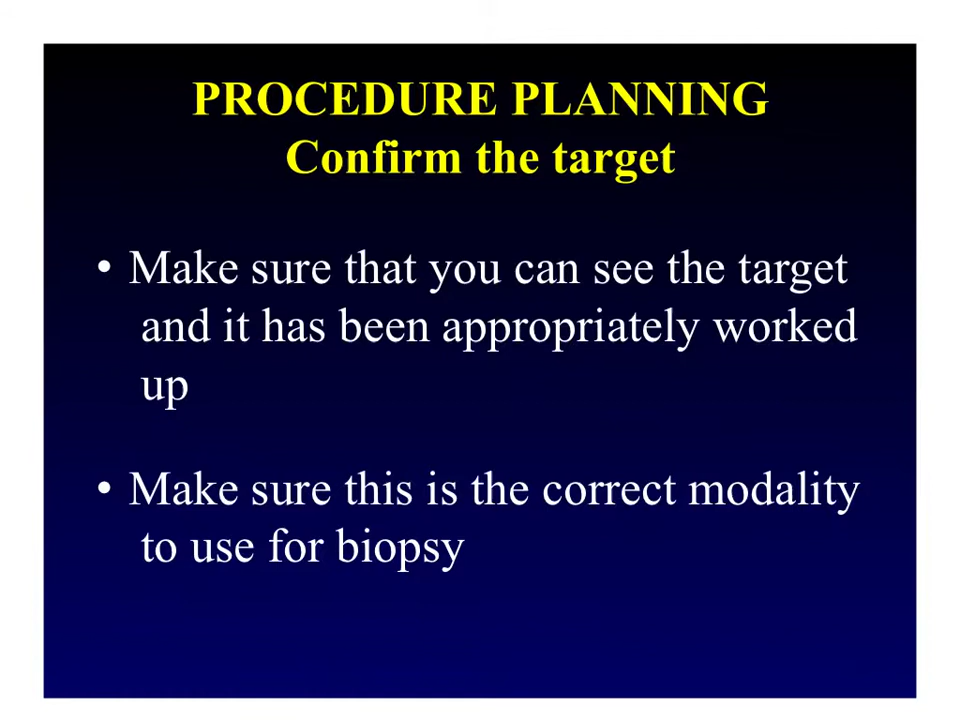 PROCEDURE PLANNING
Confirm the target
• Make sure that you can see the target
and it has been appropriately worked
up
• Make sure this is the correct modality
to use for biopsy